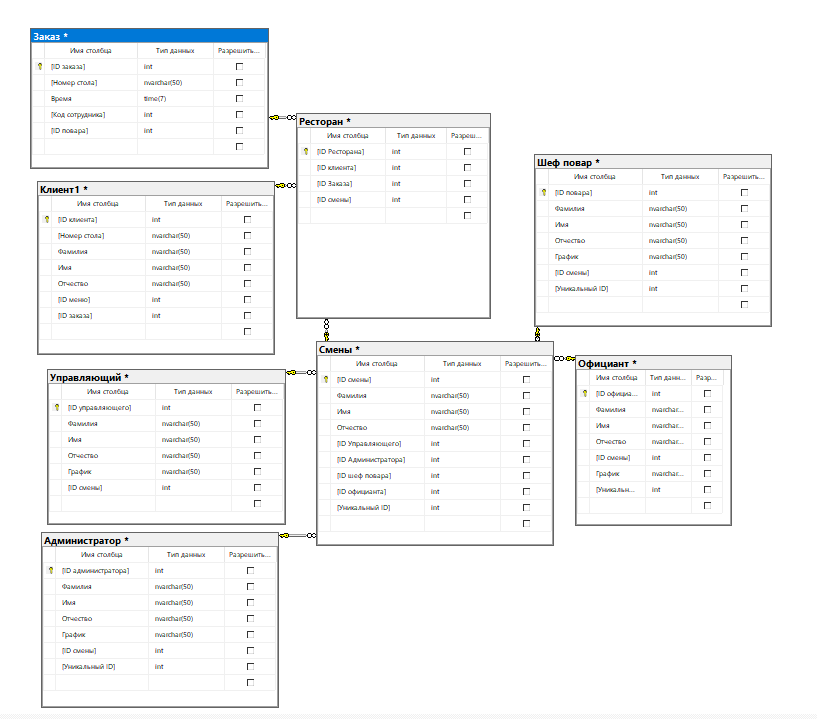 Заказ *
Имя столбца Тип данных Разрешить...
[ID заказа] int
[Номер стола] nvarchar(50)
Время time(7)
[Код сотрудника] int
[ID повара] int
Клиент1 *
Имя столбца Тип данных Разрешить...
[ID клиента] int
[Номер стола] nvarchar(50)
Фамилия nvarchar(50)
Имя nvarchar(50)
Отчество nvarchar(50)
[ID меню] int
[ID заказа] int
Ресторан *
Имя столбца Тип данных Разреш...
[ID Ресторана] int
[ID клиента] int
[ID Заказа] int
[ID смены] int
Шеф повар *
Имя столбца Тип данных Разрешить...
[ID повара] int
Фамилия nvarchar(50)
Имя nvarchar(50)
Отчество nvarchar(50)
График nvarchar(50)
[ID смены] int
[Уникальный ID] int
Управляющий *
Имя столбца Тип данных Разрешить...
[ID управляющего] int
Фамилия nvarchar(50)
Имя nvarchar(50)
Отчество nvarchar(50)
График nvarchar(50)
[ID смены] int
Смены *
Имя столбца Тип данных Разрешить...
[ID смены] int
Фамилия nvarchar(50)
Имя nvarchar(50)
Отчество nvarchar(50)
[ID Управляющего] int
[ID Администратора] int
[ID шеф повара] int
[ID официанта] int
[Уникальный ID] int
Официант *
Имя столбца Тип данн... Разр...
[ID официа... int
Фамилия nvarchar...
Имя nvarchar...
Отчество nvarchar...
[ID смены] int
График nvarchar...
[Уникальн... int
Администратор *
Имя столбца Тип данных Разрешить...
[ID администратора] int
Фамилия nvarchar(50)
Имя nvarchar(50)
Отчество nvarchar(50)
График nvarchar(50)
[ID смены] int
[Уникальный ID] int